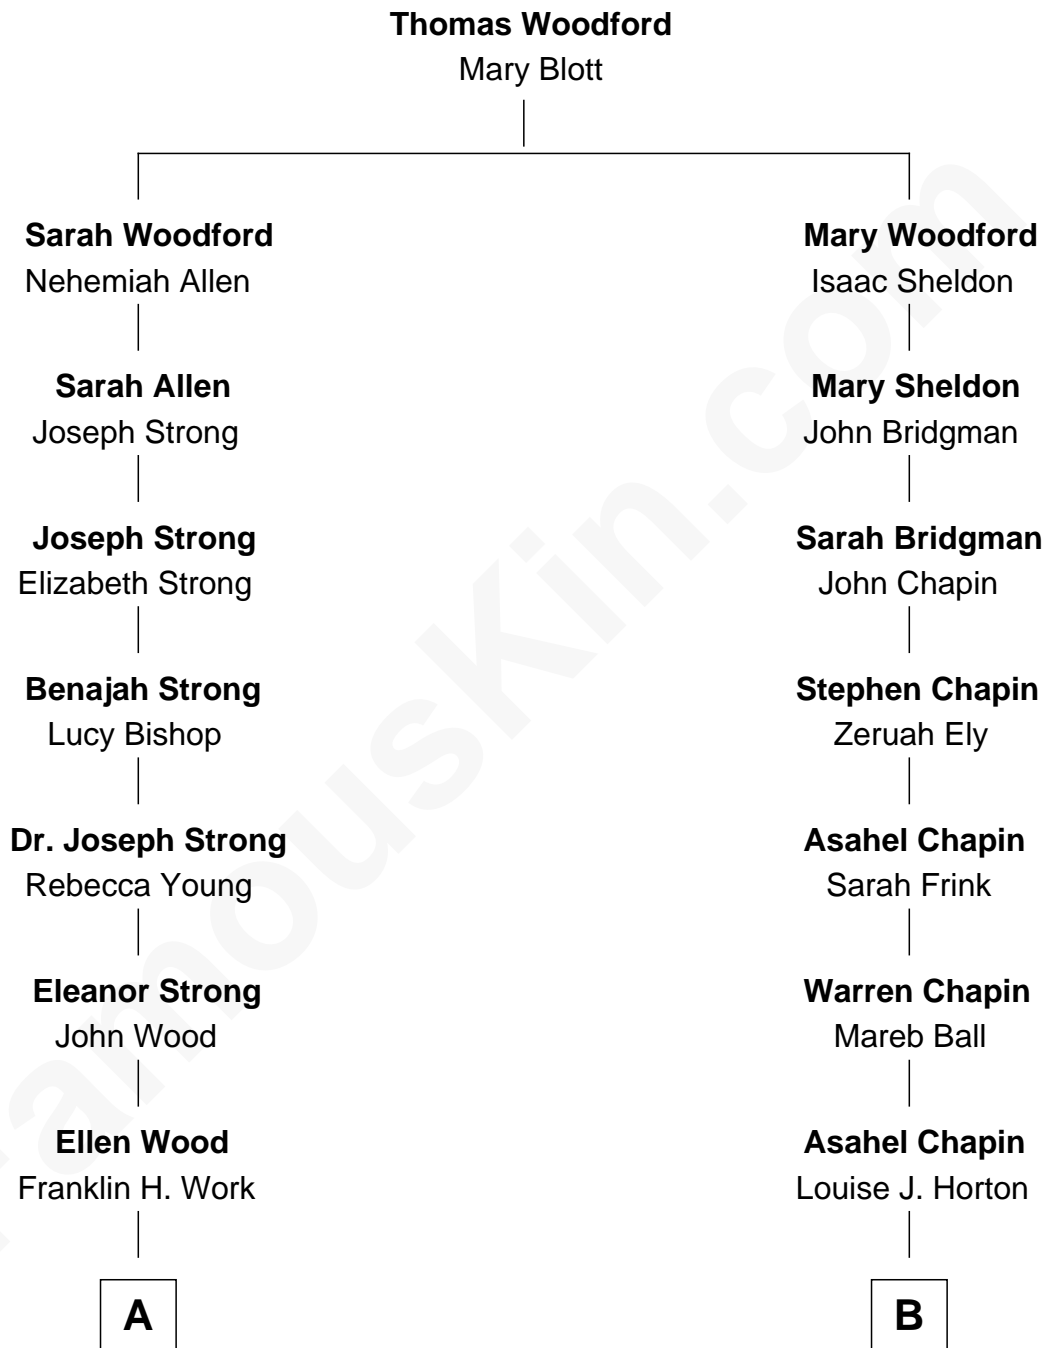 Thomas Woodford
Mary Blott
Sarah Woodford
Nehemiah Allen
Mary Woodford
Isaac Sheldon
Sarah Allen
Joseph Strong
Mary Sheldon
John Bridgman
Joseph Strong
Elizabeth Strong
Sarah Bridgman
John Chapin
Benajah Strong
Lucy Bishop
Stephen Chapin
Zeruah Ely
Dr. Joseph Strong
Rebecca Young
Asahel Chapin
Sarah Frink
Eleanor Strong
John Wood
Warren Chapin
Mareb Ball
Ellen Wood
Franklin H. Work
Asahel Chapin
Louise J. Horton
A
B
FamousKin.com